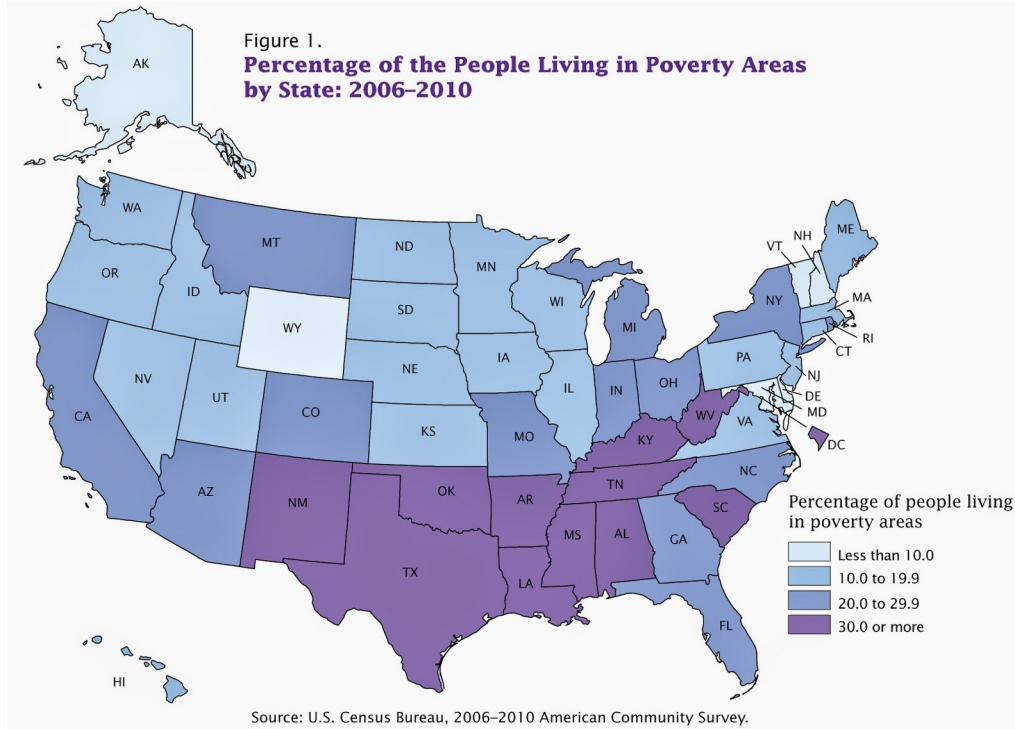 Figure 1.
Percentage of the People Living in Poverty Areas
by State: 2006–2010
AK
WA
MT
ND
MN
OR
ID
WY
SD
WI
MI
NY
VT
NH
ME
MA
RI
CT
NJ
DE
MD
DC
PA
NV
UT
CO
NE
IA
IL
IN
OH
WV
VA
CA
KS
MO
KY
NC
AZ
NM
OK
AR
TN
SC
TX
LA
MS
AL
GA
FL
HI
Percentage of people living
in poverty areas
Less than 10.0
10.0 to 19.9
20.0 to 29.9
30.0 or more
Source: U.S. Census Bureau, 2006–2010 American Community Survey.